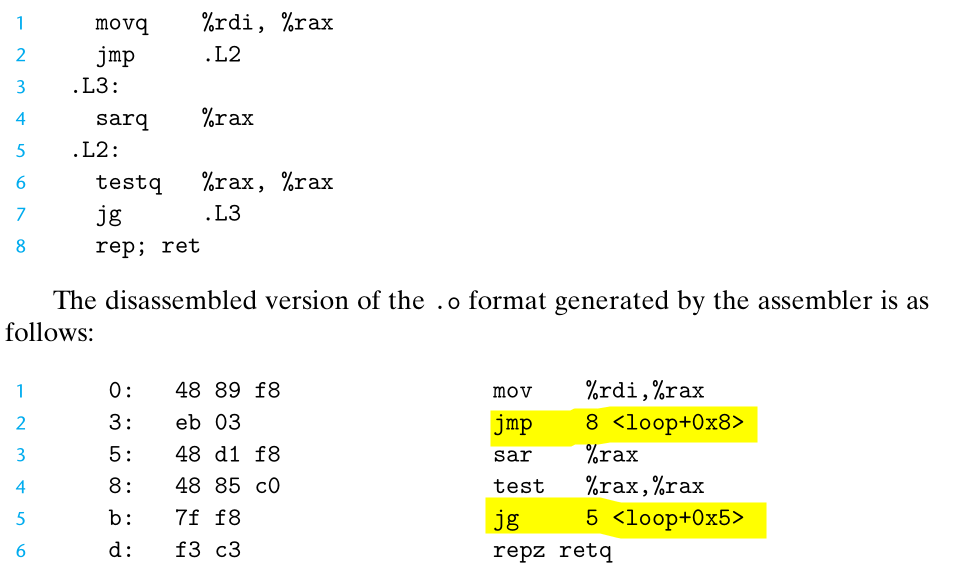 1 movq %rdi, %rax
2 jmp .L2
3 .L3:
4 sarq %rax
5 .L2:
6 testq %rax, %rax
7 jg .L3
8 rep; ret
The disassembled version of the .o format generated by the assembler is as
follows:
1 0: 48 89 f8 mov %rdi,%rax
2 3: eb 03 jmp 8 <loop+0x8>
3 5: 48 d1 f8 sar %rax
4 8: 48 85 c0 test %rax,%rax
5 b: 7f f8 jg 5 <loop+0x5>
6 d: f3 c3 repz retq